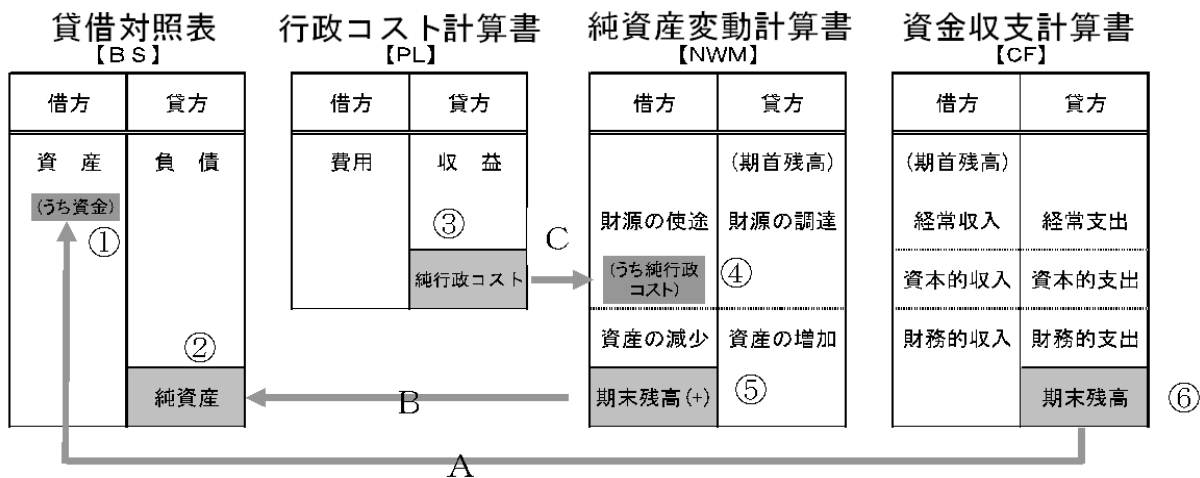 貸借対照表 行政コスト計算書 純資産変動計算書 資金収支計算書
【BS】 【PL】 【NWM】 【CF】
借方 貸方 借方 貸方 借方 貸方 借方 貸方
資 産 負 債 費用 収 益 (期首残高) (期首残高)
(うち資金)
① ③ C 財源の使途 財源の調達 経常収入 経常支出
純行政コスト (うち純行政コスト) ④ 資本的収入 資本的支出
② 資産の減少 資産の増加 財務的収入 財務的支出
純資産 B 期末残高(+) ⑤ 期末残高 ⑥
A